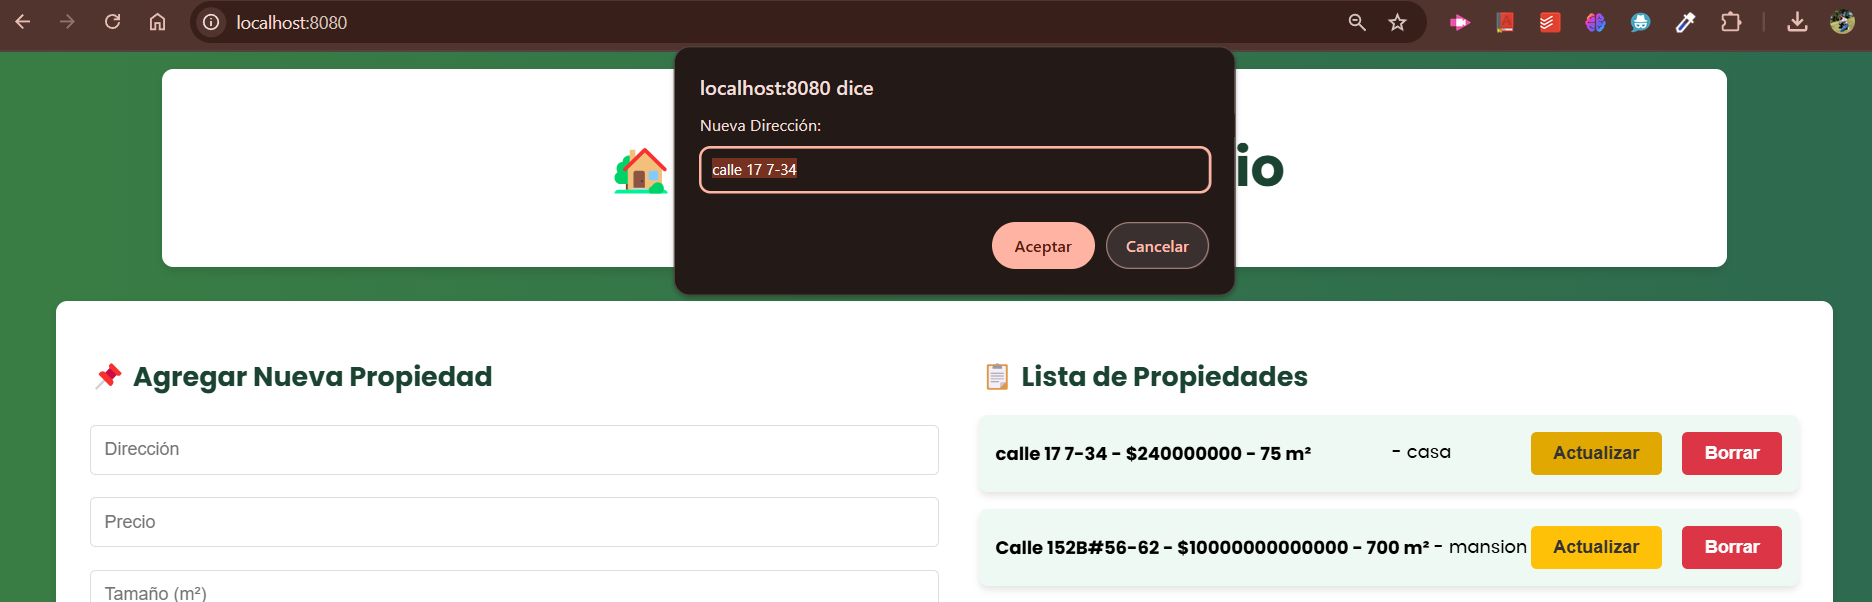 localhost:8080
localhost:8080 dice
Nueva Dirección:
calle 17 7-34
Aceptar
Cancelar
io
Agregar Nueva Propiedad
Dirección
Precio
Tamaño (m²)
Lista de Propiedades
calle 17 7-34 - $240000000 - 75 m² - casa
Actualizar
Borrar
Calle 152B#56-62 - $10000000000000 - 700 m² - mansion
Actualizar
Borrar